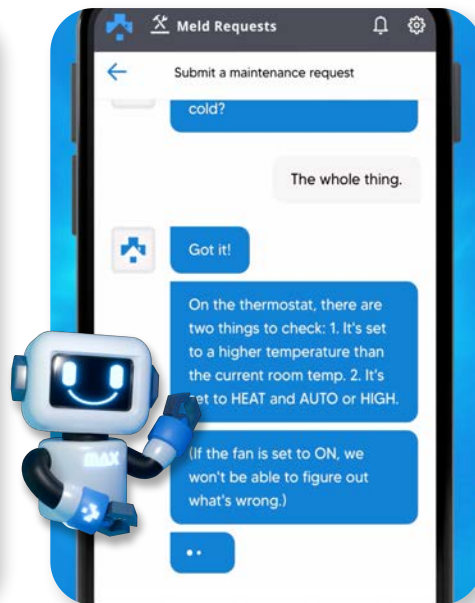 Meld Requests
Submit a maintenance request
cold?
The whole thing.
Got it!
On the thermostat, there are
two things to check: 1. It's set
to a higher temperature than
the current room temp. 2. It's
set to HEAT and AUTO or HIGH.
(If the fan is set to ON, we
won't be able to figure out
what's wrong.)
MAX